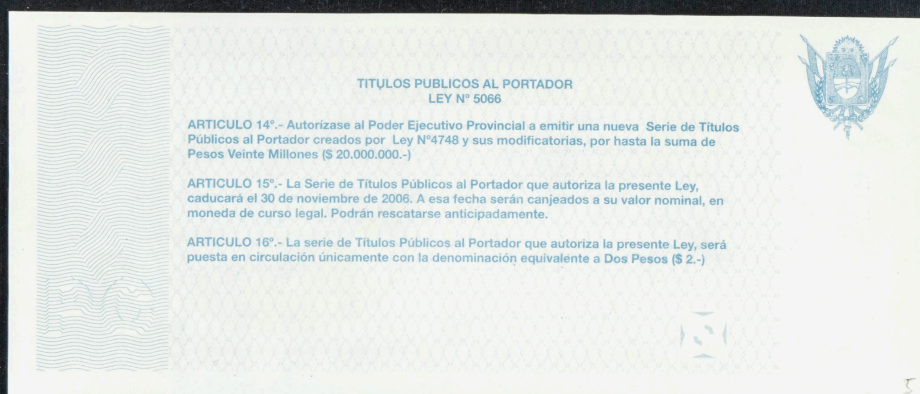 TITULOS PUBLICOS AL PORTADOR
LEY Nº 5066
ARTICULO 14º.- Autorízase al Poder Ejecutivo Provincial a emitir una nueva Serie de Títulos
Públicos al Portador creados por Ley Nº4748 y sus modificatorias, por hasta la suma de
Pesos Veinte Millones ($ 20.000.000.-)
ARTICULO 15º.- La Serie de Títulos Públicos al Portador que autoriza la presente Ley,
caducará el 30 de noviembre de 2006. A esa fecha serán canjeados a su valor nominal, en
moneda de curso legal. Podrán rescatarse anticipadamente.
ARTICULO 16º.- La serie de Títulos Públicos al Portador que autoriza la presente Ley, será
puesta en circulación únicamente con la denominación equivalente a Dos Pesos ($ 2.-)